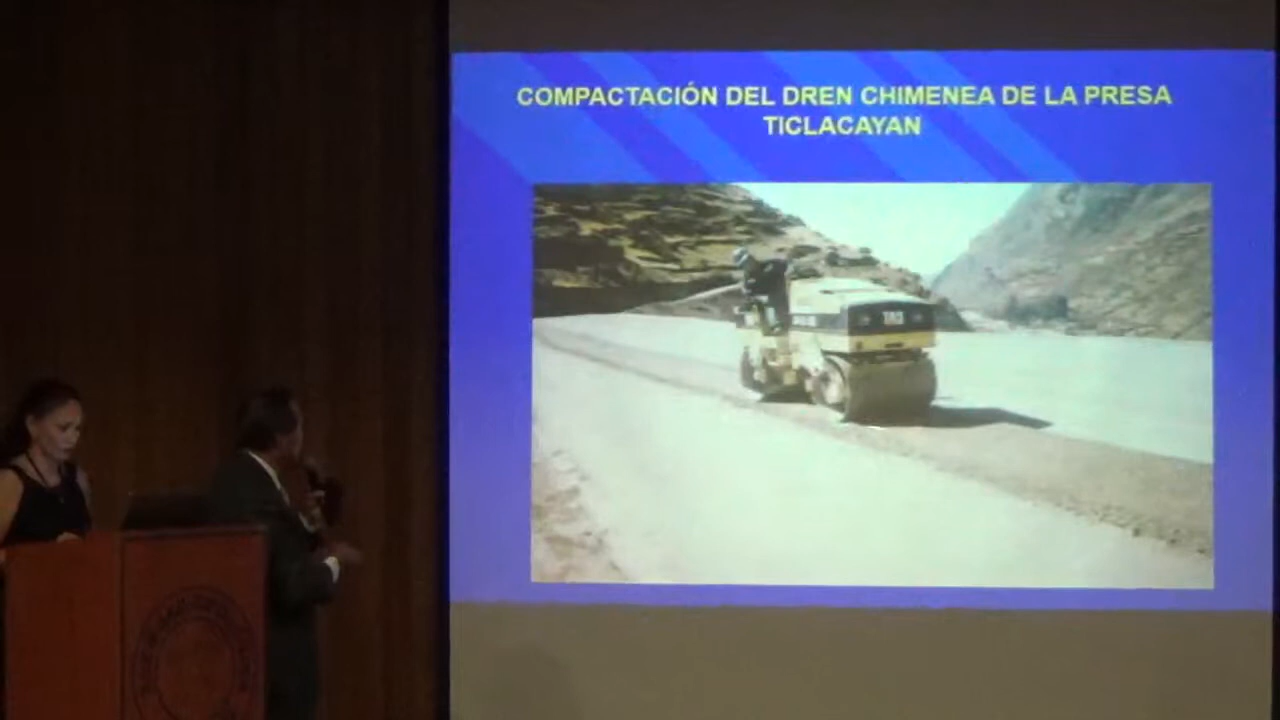 COMPACTACIÓN DEL DREN CHIMENEA DE LA PRESA
TICLACAYAN